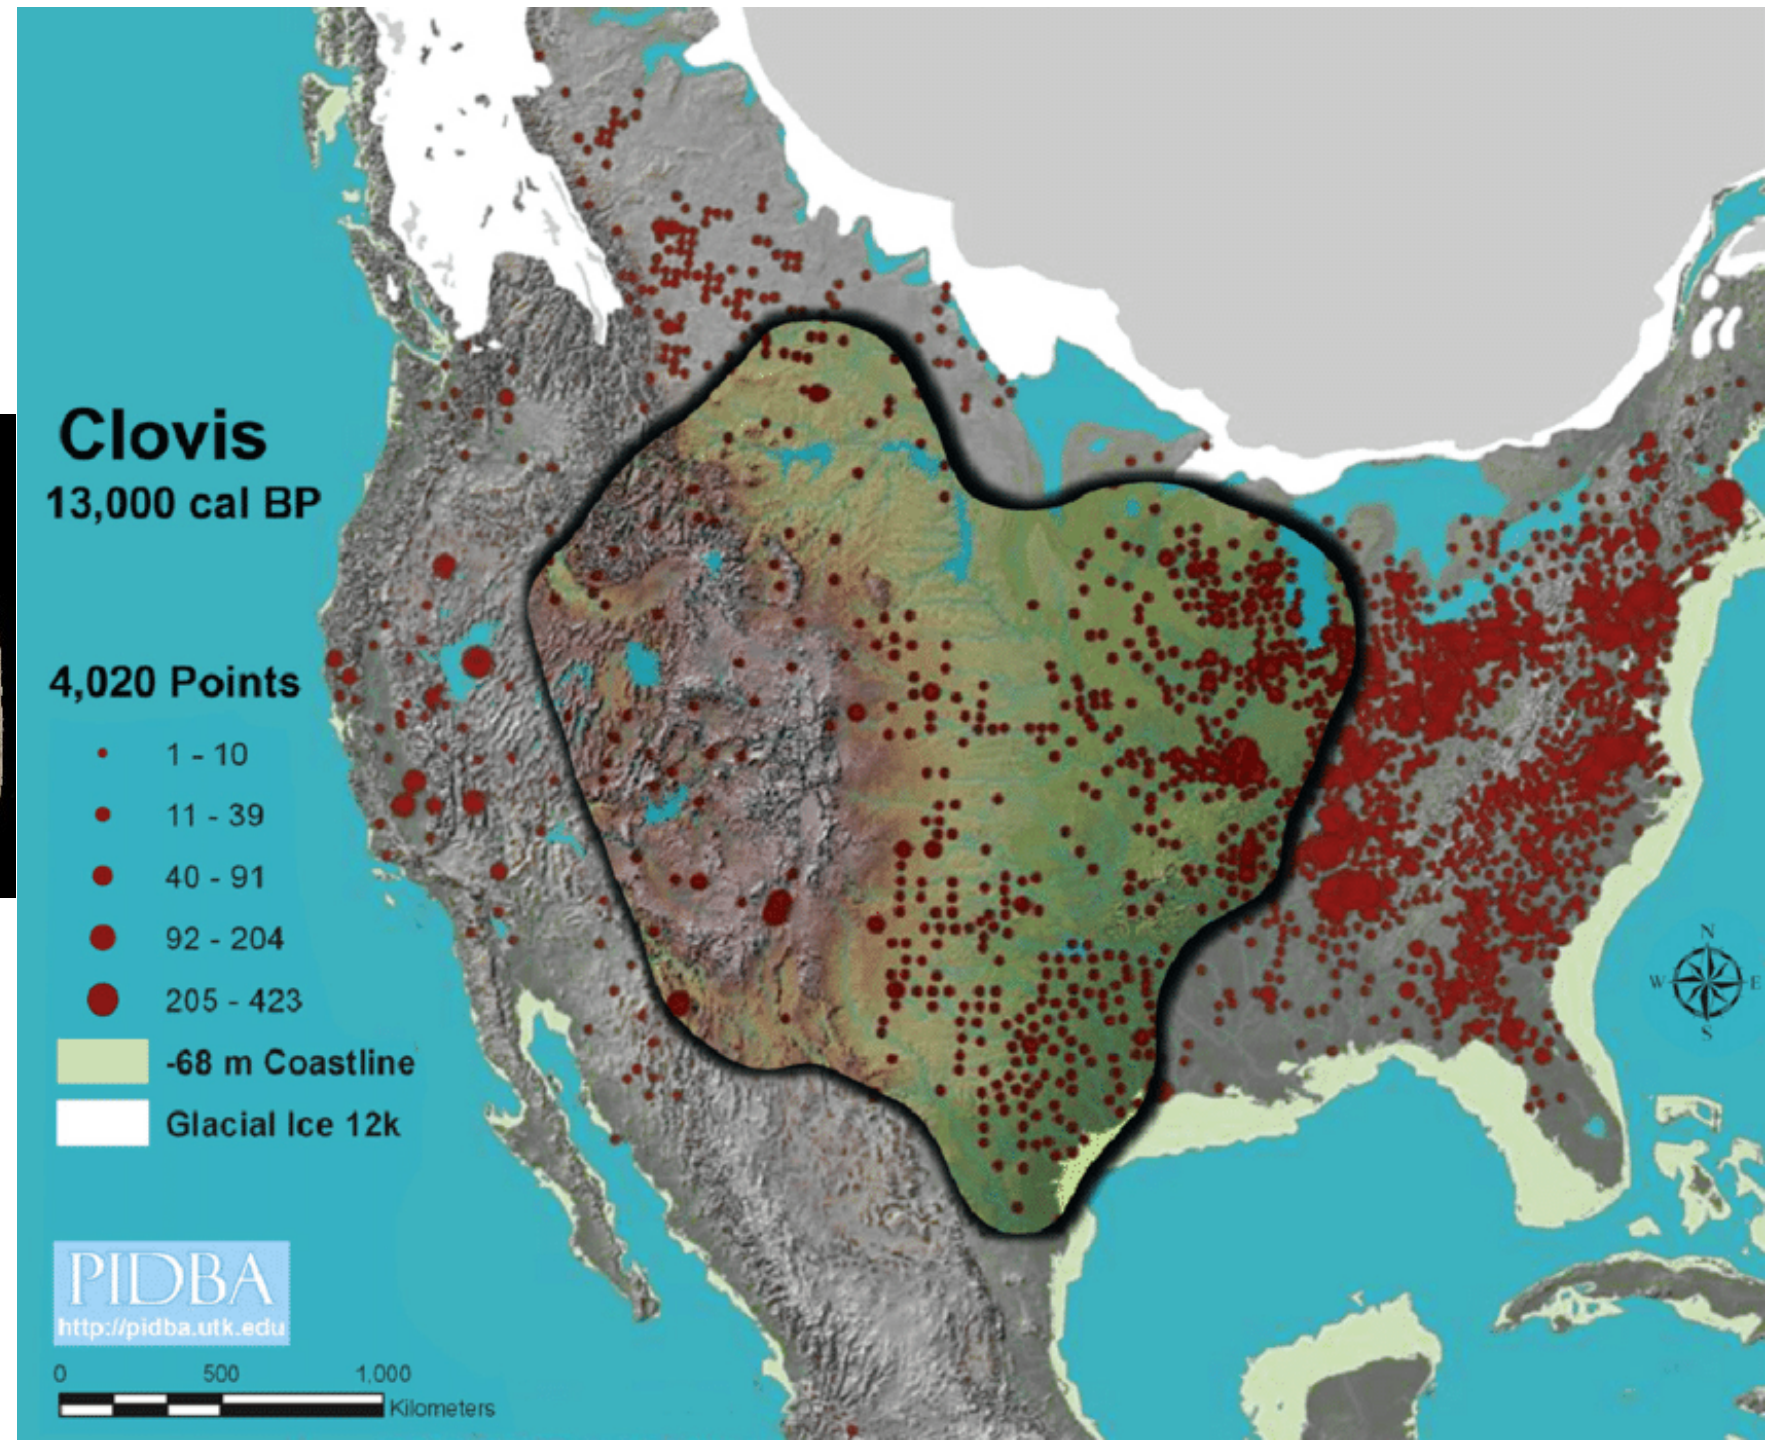 Clovis
13,000 cal BP
4,020 Points
1 - 10
11 - 39
40 - 91
92 - 204
205 - 423
-68 m Coastline
Glacial Ice 12k
PIDBA
http://pidba.utk.edu
0 500 1,000
Kilometers
N
W E
S